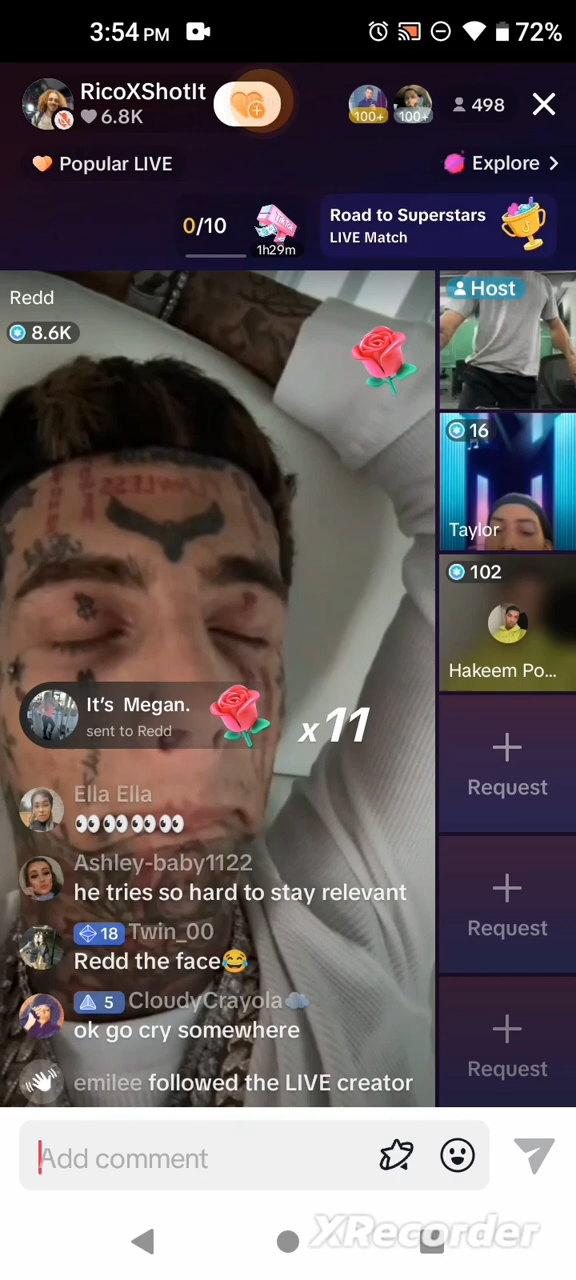 3:54 PM
72%
RicoXShotIt
6.8K
100+
100+
498
Popular LIVE
Explore >
0/10
TikTok
1h29m
Road to Superstars
LIVE Match
Redd
8.6K
Host
16
Taylor
102
Hakeem Po...
It's Megan.
sent to Redd
x11
Ella Ella
👀👀👀👀👀
Ashley-baby1122
he tries so hard to stay relevant
18 Twin_00
Redd the face😂
5 CloudyCrayola☁️
ok go cry somewhere
emilee followed the LIVE creator
+
Request
+
Request
+
Request
Add comment
XRecorder